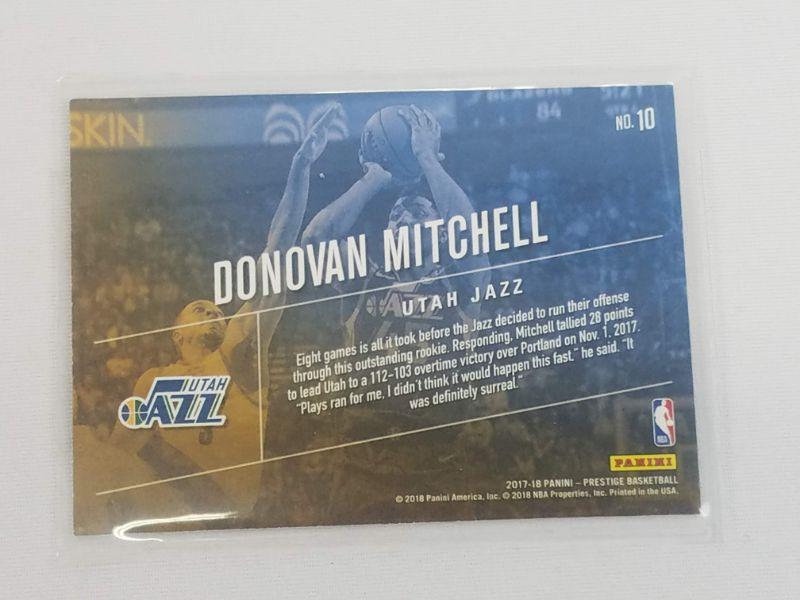 SKIN.
84
NO. 10
DONOVAN MITCHELL
UTAH JAZZ
JAZZ
Eight games is all it took before the Jazz decided to run their offense
through this outstanding rookie. Responding, Mitchell tallied 28 points
to lead Utah to a 112–103 overtime victory over Portland on Nov. 1, 2017.
"Plays ran for me, I didn't think it would happen this fast," he said. "It
was definitely surreal."
UTAH
JAZZ
NBA
PANINI
2017-18 PANINI – PRESTIGE BASKETBALL
© 2018 Panini America, Inc. © 2018 NBA Properties, Inc. Printed in the USA.